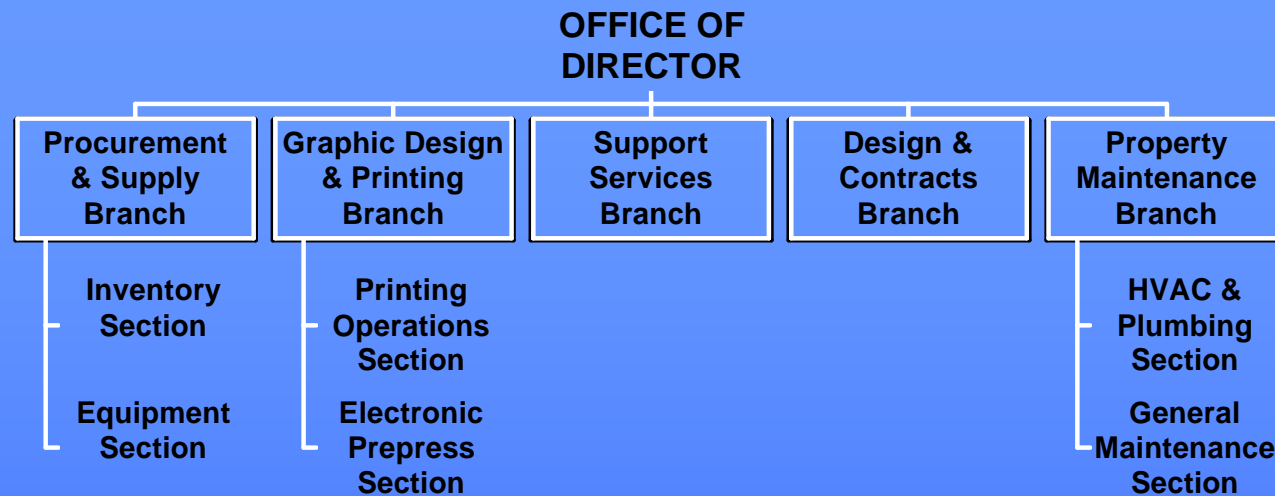 OFFICE OF
DIRECTOR
Procurement
& Supply
Branch
Graphic Design
& Printing
Branch
Support
Services
Branch
Design &
Contracts
Branch
Property
Maintenance
Branch
Inventory
Section
Equipment
Section
Printing
Operations
Section
Electronic
Prepress
Section
HVAC &
Plumbing
Section
General
Maintenance
Section